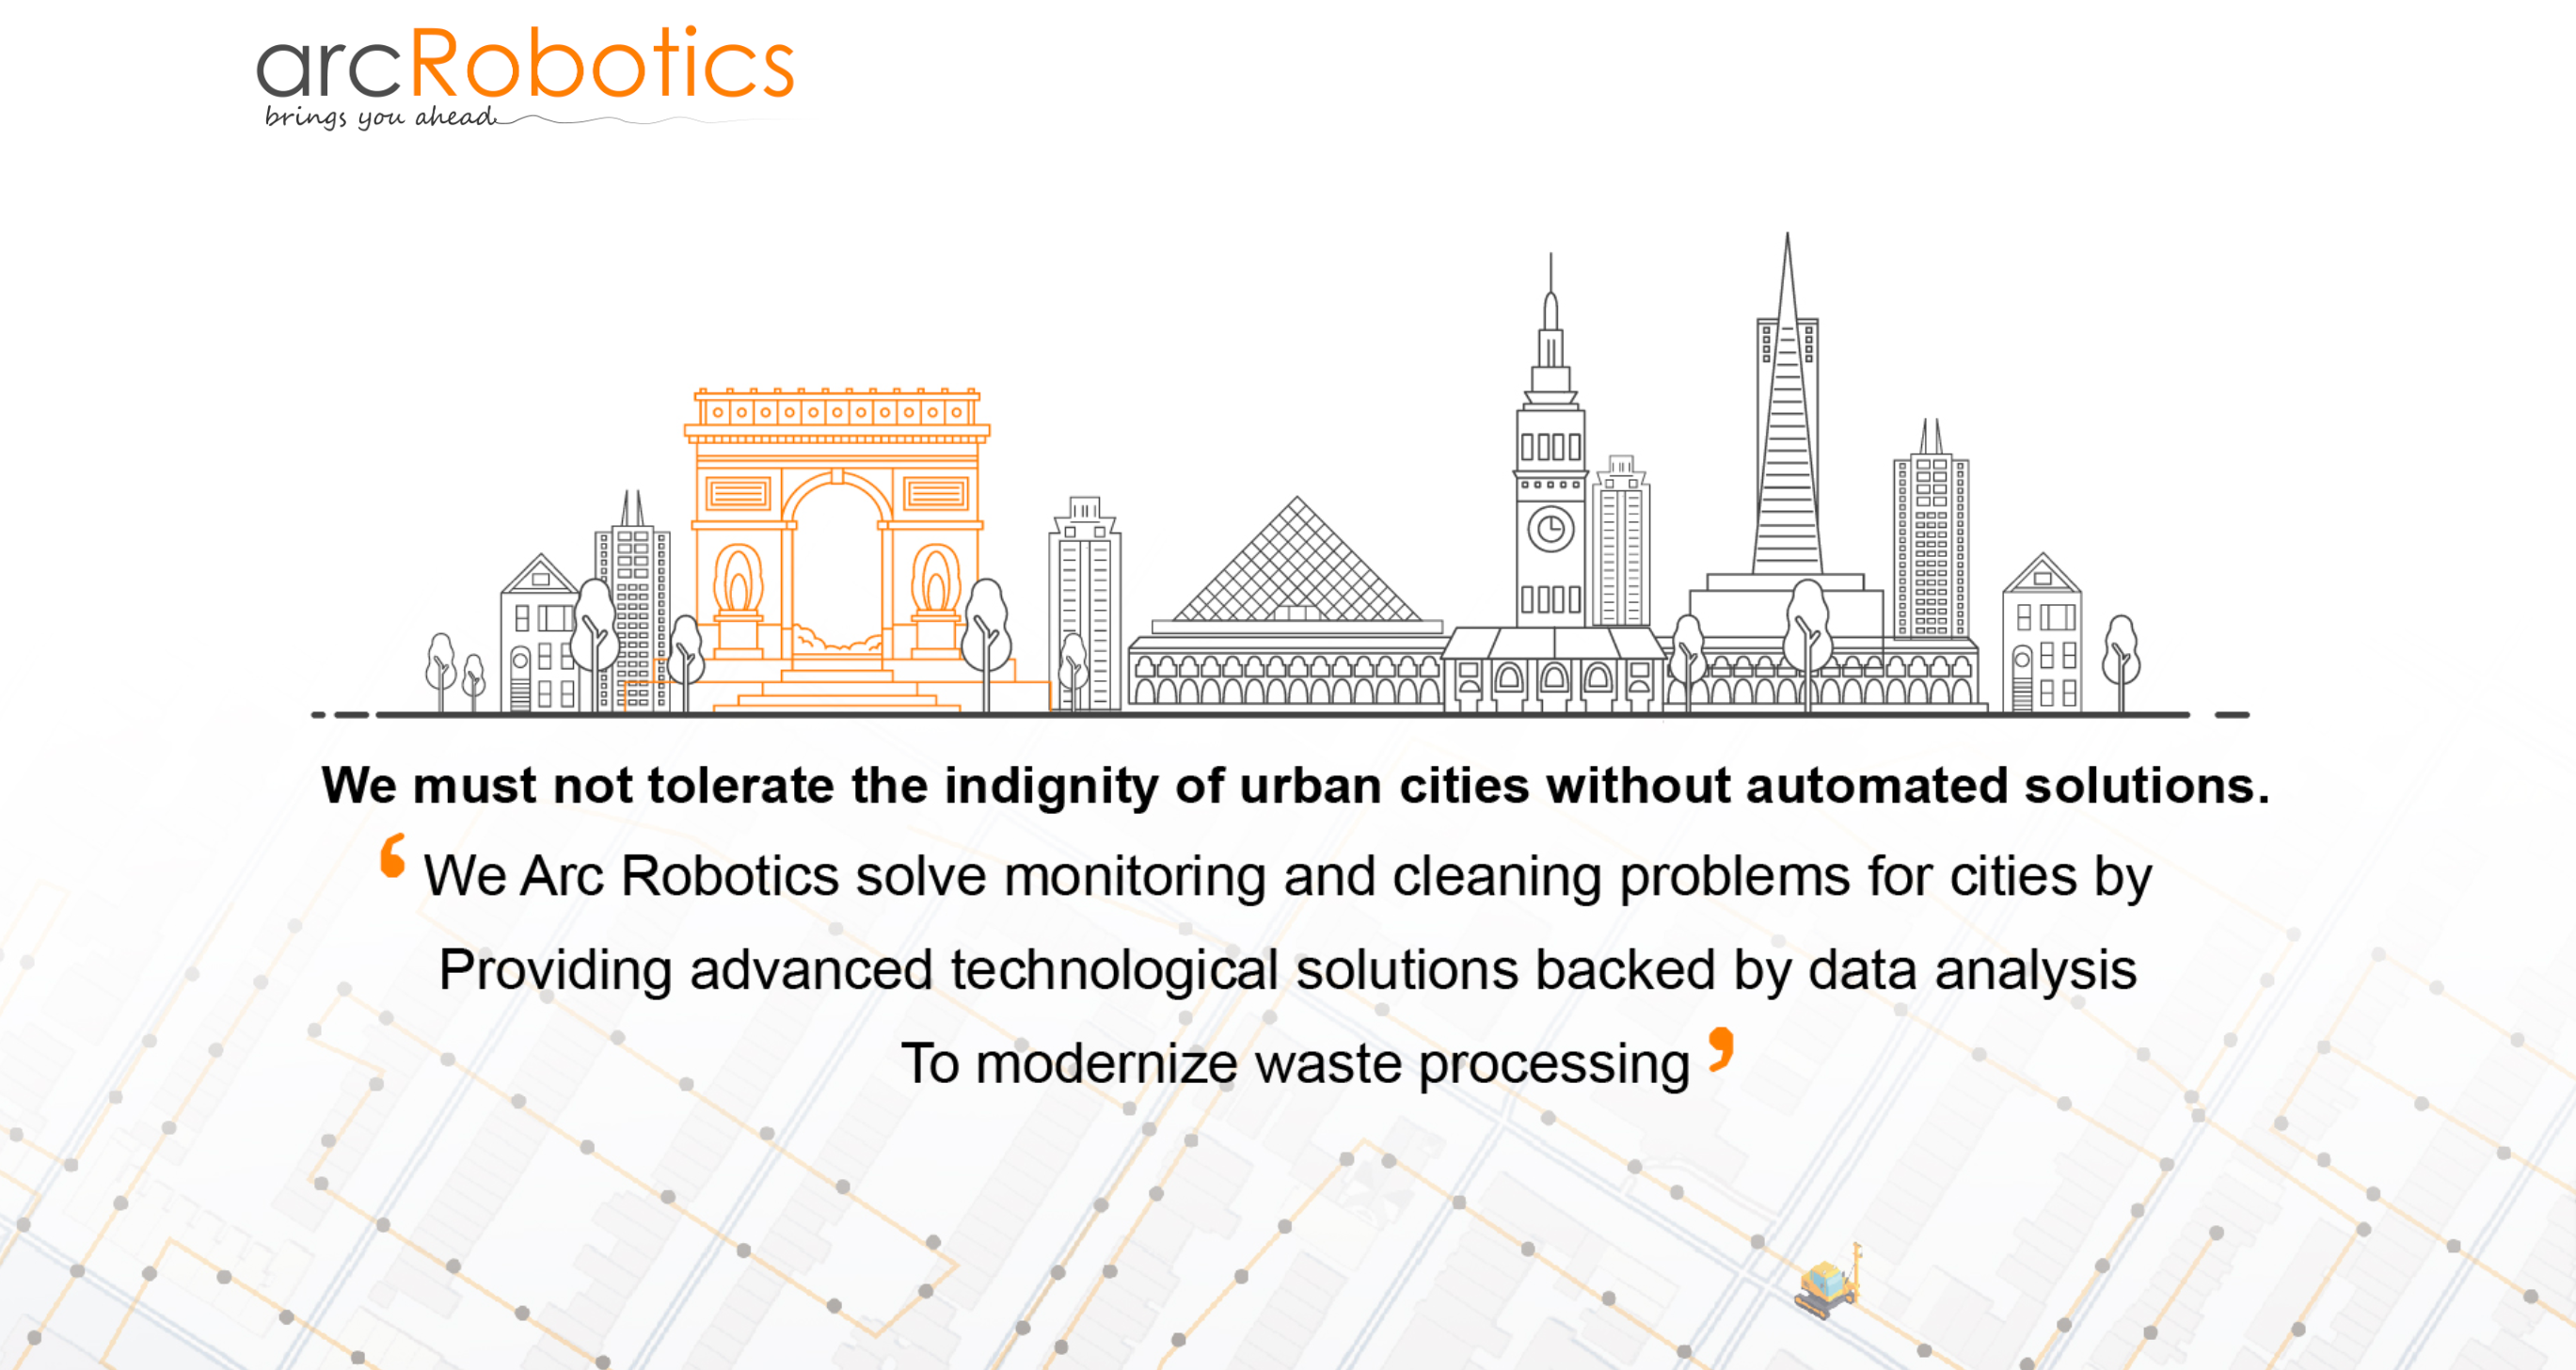 arcRobotics
brings you ahead
We must not tolerate the indignity of urban cities without automated solutions.
‘ We Arc Robotics solve monitoring and cleaning problems for cities by
Providing advanced technological solutions backed by data analysis
To modernize waste processing ’